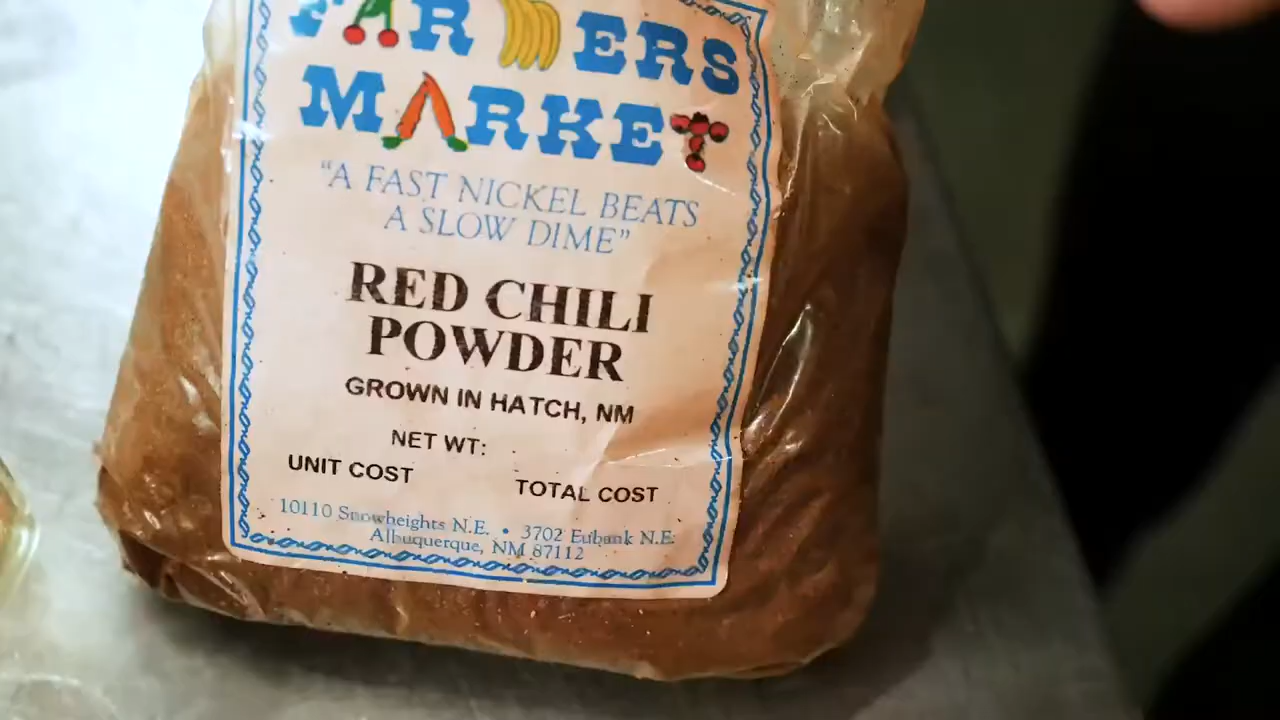 FARMERS
MARKET
"A FAST NICKEL BEATS
A SLOW DIME"
RED CHILI
POWDER
GROWN IN HATCH, NM
NET WT:
UNIT COST
TOTAL COST
10110 Snowheights N.E. • 3702 Eubank N.E.
Albuquerque, NM 87112